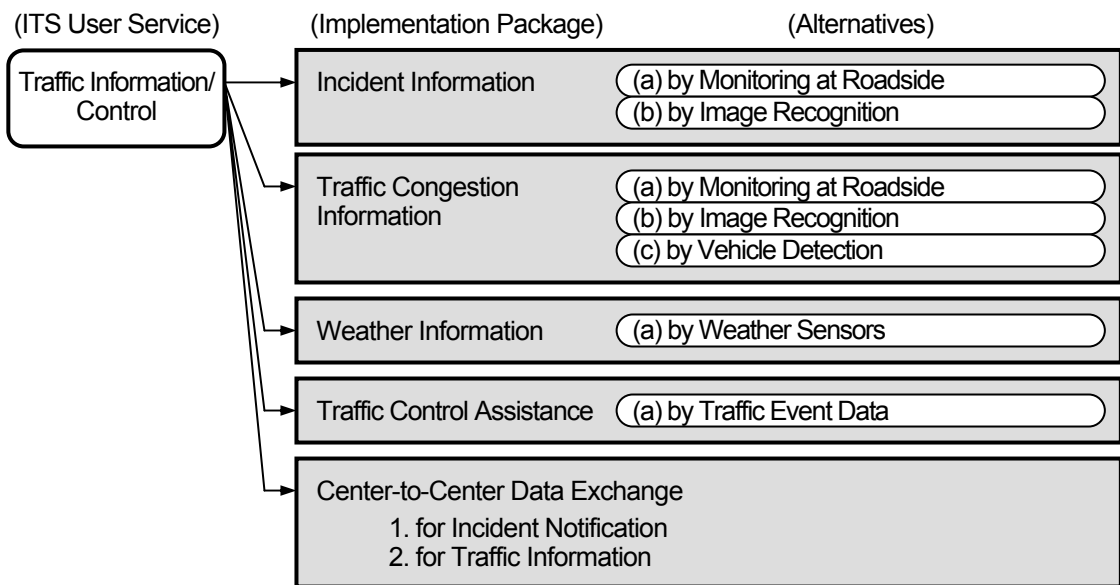 (ITS User Service) (Implementation Package) (Alternatives)
Traffic Information/
Control
Incident Information
(a) by Monitoring at Roadside
(b) by Image Recognition
Traffic Congestion
Information
(a) by Monitoring at Roadside
(b) by Image Recognition
(c) by Vehicle Detection
Weather Information
(a) by Weather Sensors
Traffic Control Assistance
(a) by Traffic Event Data
Center-to-Center Data Exchange
1. for Incident Notification
2. for Traffic Information